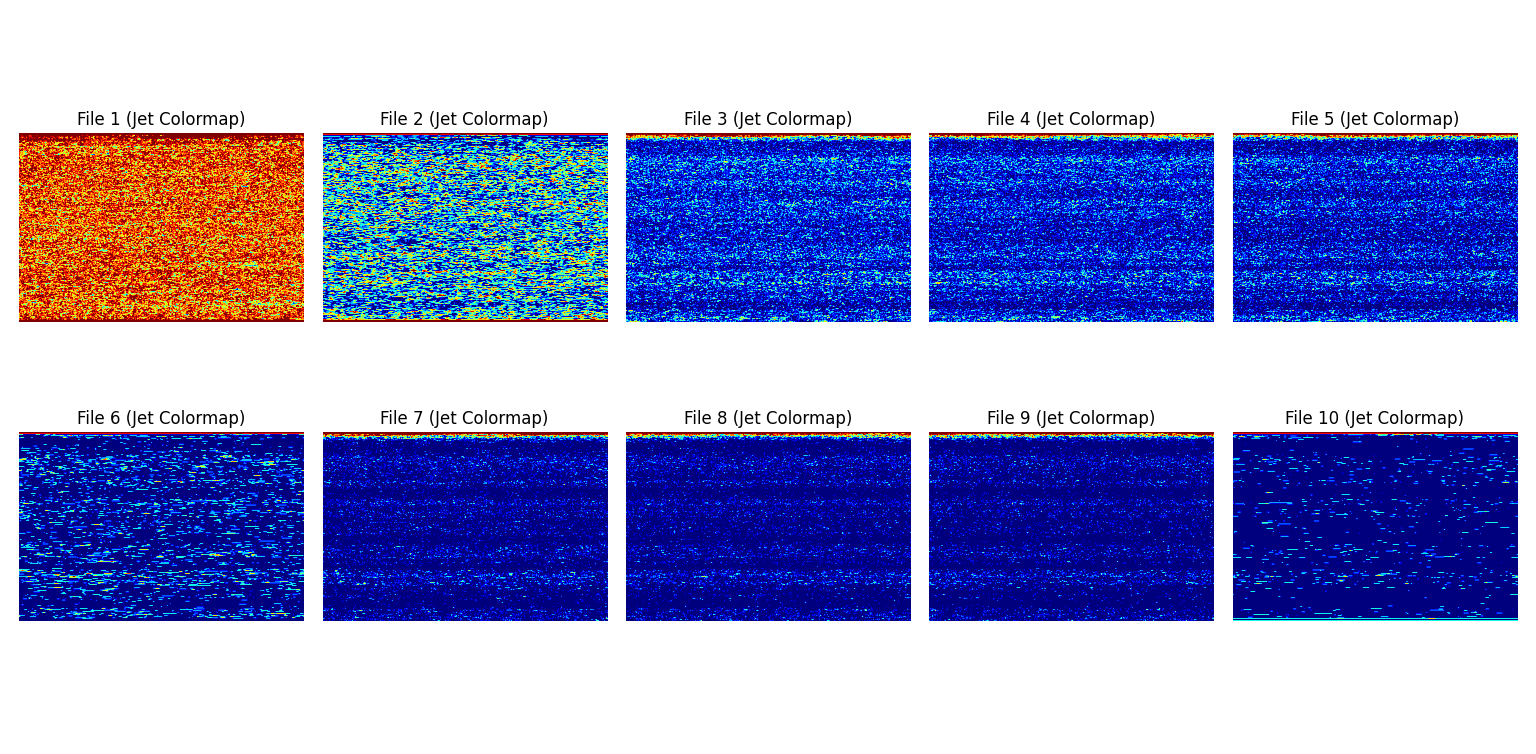 File 1 (Jet Colormap)
File 2 (Jet Colormap)
File 3 (Jet Colormap)
File 4 (Jet Colormap)
File 5 (Jet Colormap)
File 6 (Jet Colormap)
File 7 (Jet Colormap)
File 8 (Jet Colormap)
File 9 (Jet Colormap)
File 10 (Jet Colormap)